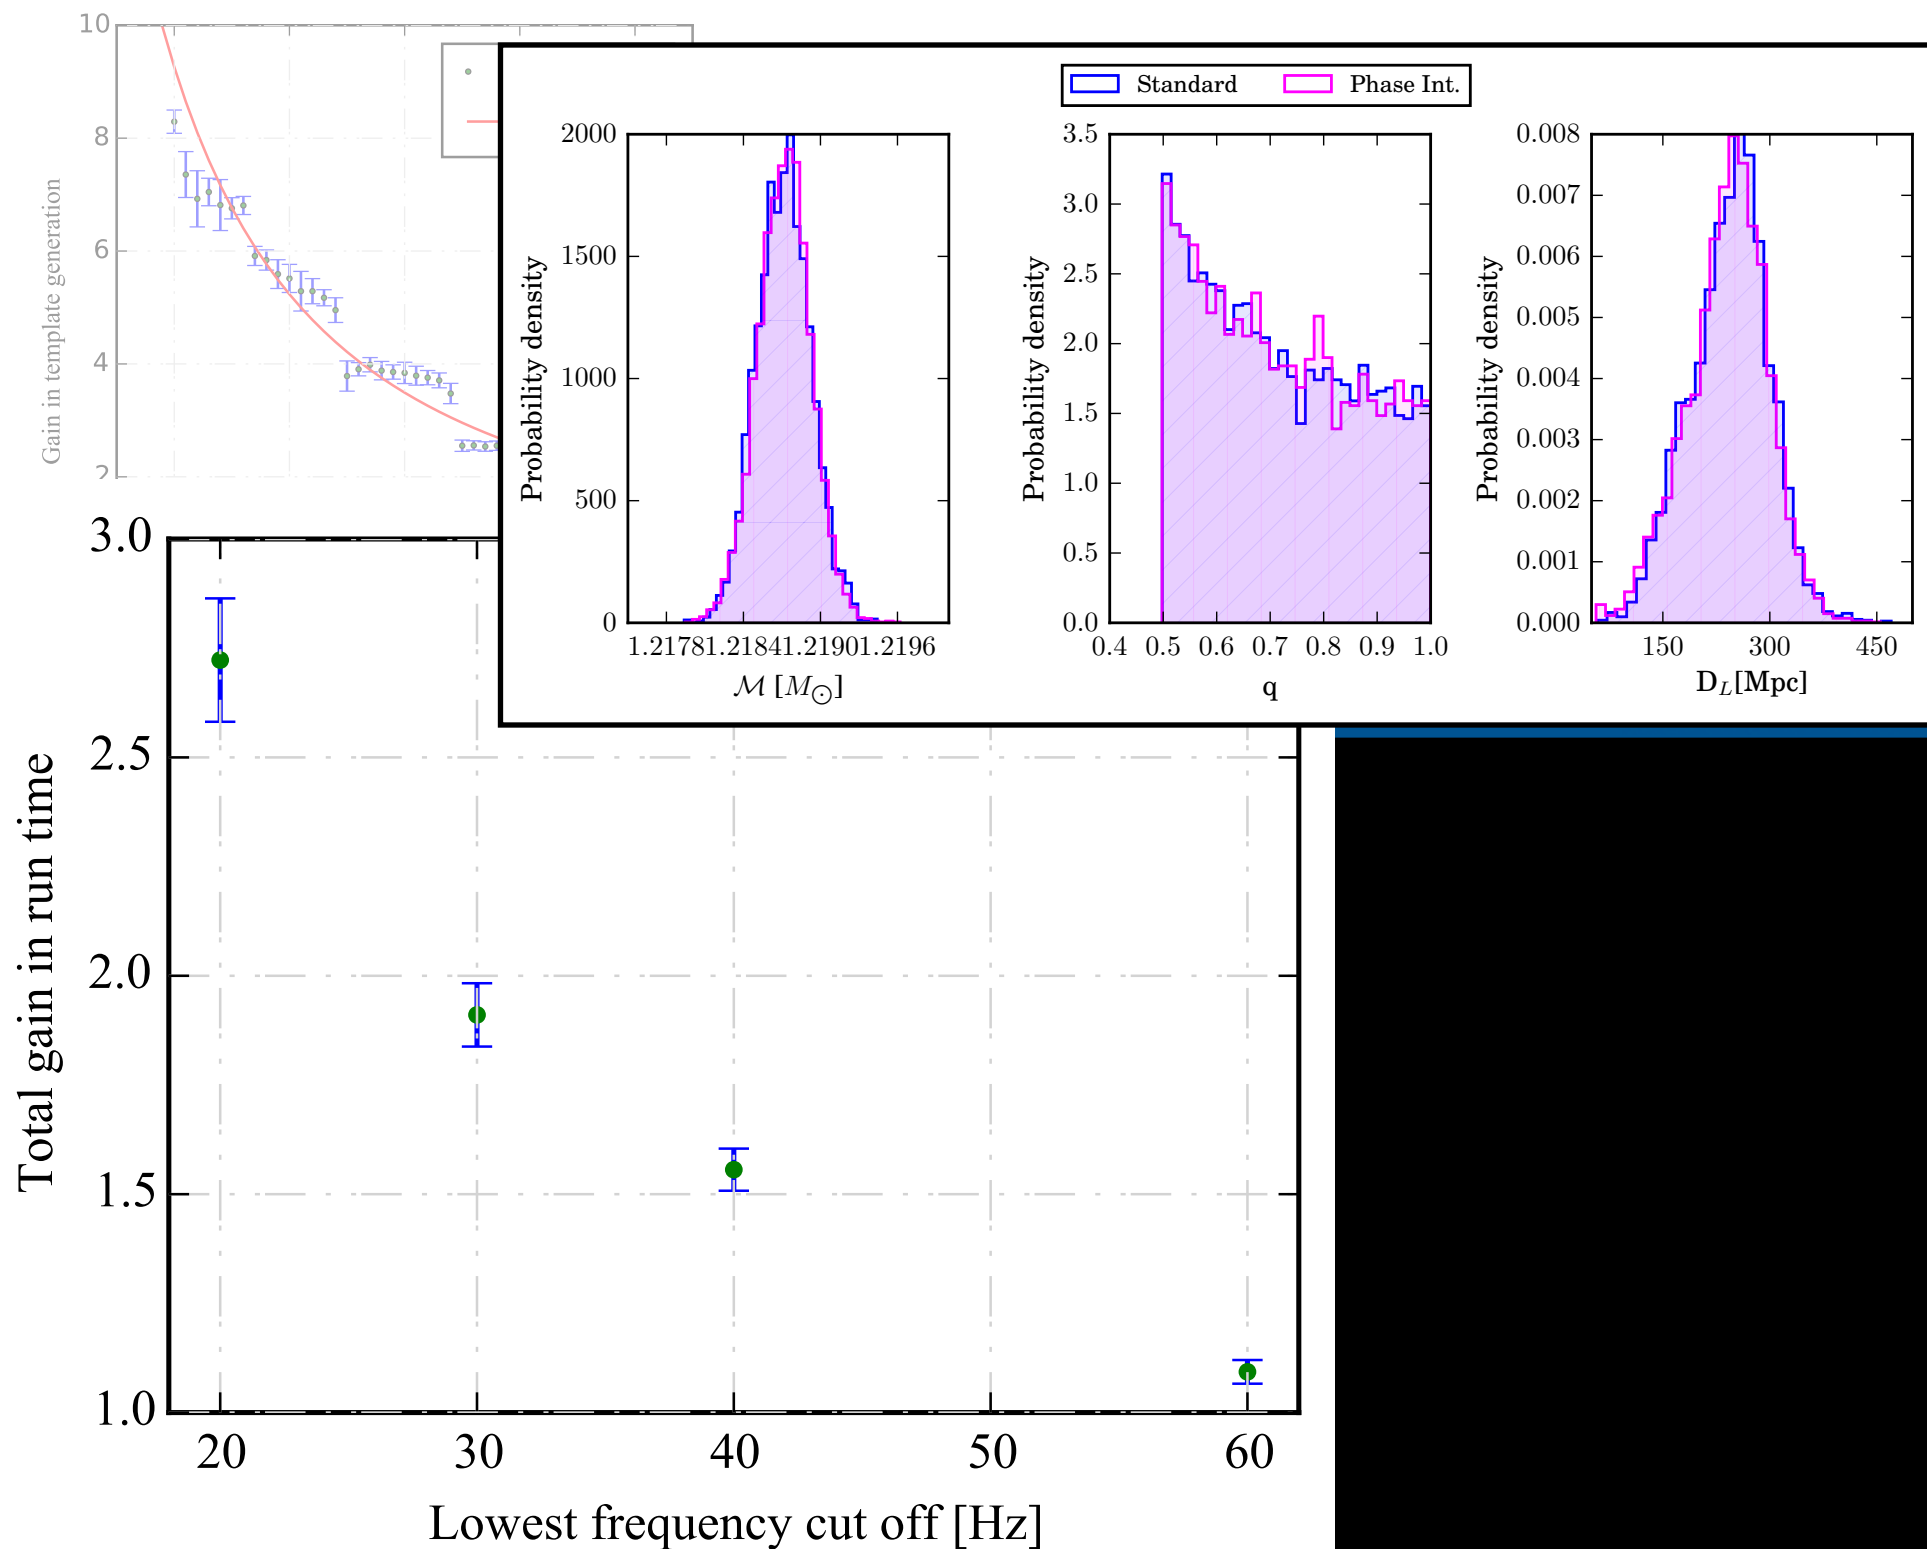 10
8
6
4
2
Gain in template generation
Standard
Phase Int.
2000
1500
1000
500
0
Probability density
1.2178 1.2184 1.2190 1.2196
ℳ [M⊙]
3.5
3.0
2.5
2.0
1.5
1.0
0.5
0.0
Probability density
0.4 0.5 0.6 0.7 0.8 0.9 1.0
q
0.008
0.007
0.006
0.005
0.004
0.003
0.002
0.001
0.000
Probability density
150 300 450
D_L[Mpc]
3.0
2.5
2.0
1.5
1.0
Total gain in run time
20 30 40 50 60
Lowest frequency cut off [Hz]